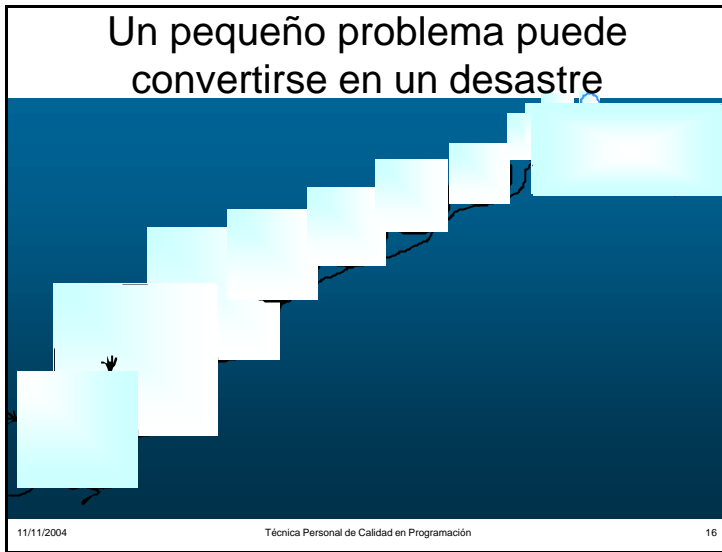 Un pequeño problema puede
convertirse en un desastre
11/11/2004
Técnica Personal de Calidad en Programación
16